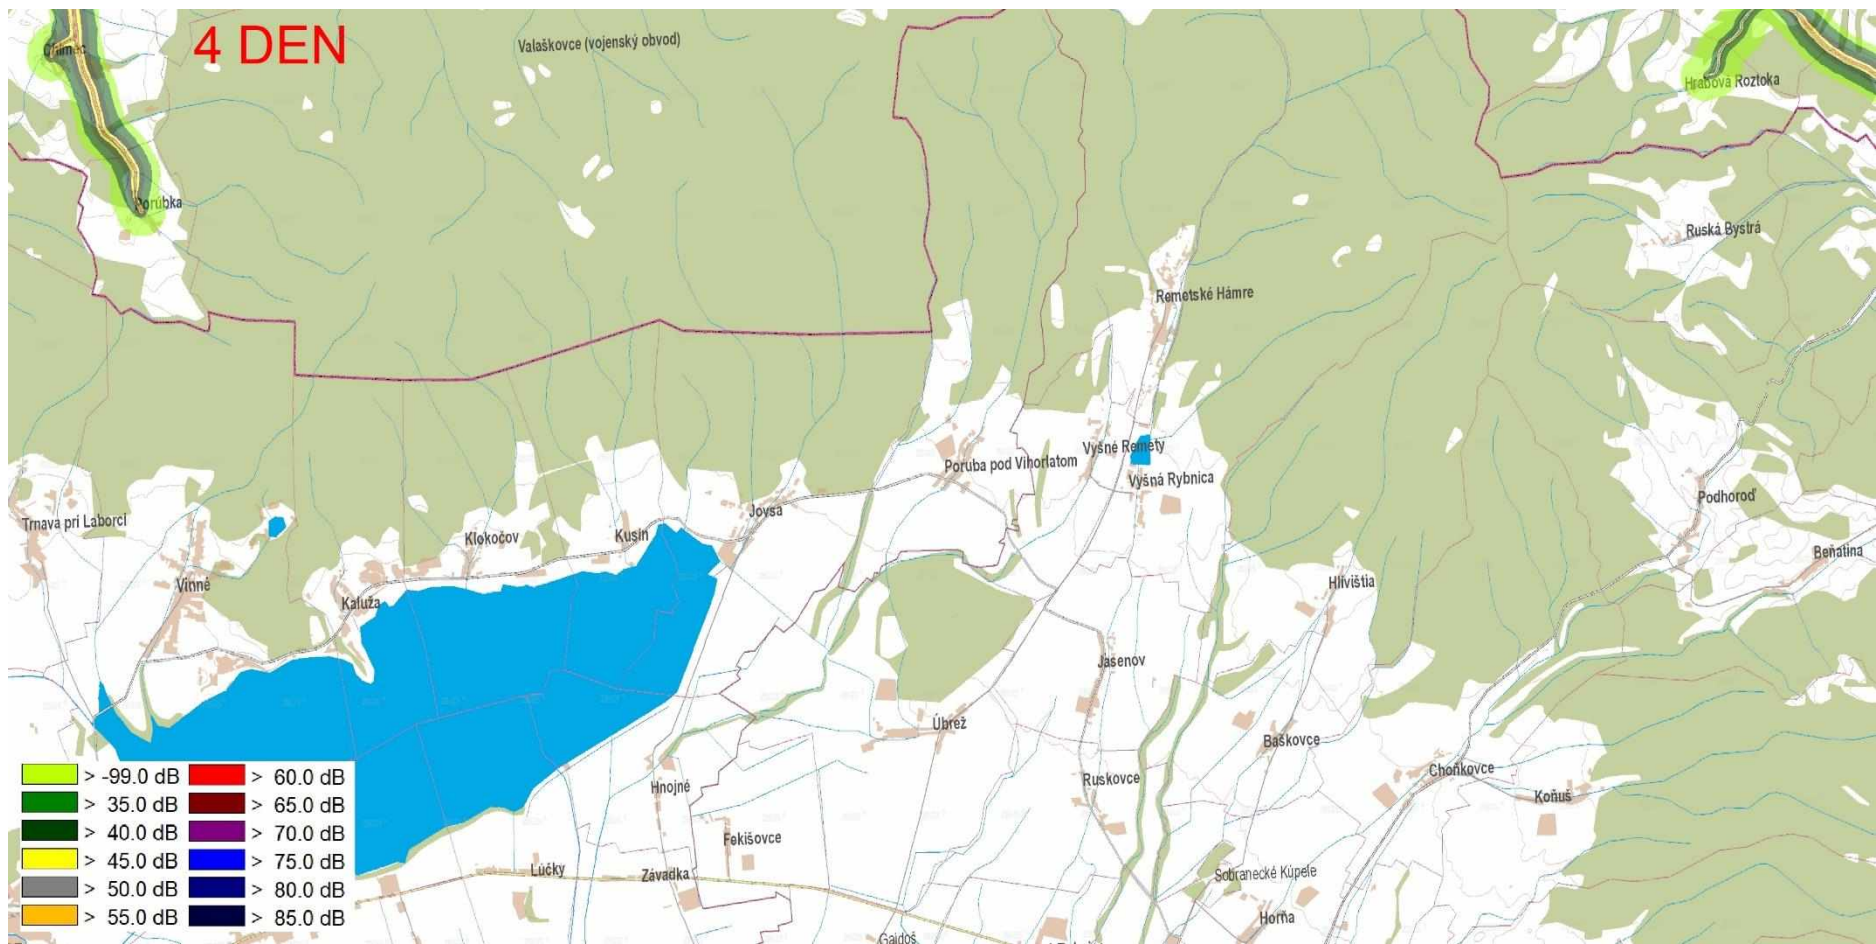 4 DEN
Valaškovce (vojenský obvod)
Chlmec
Hrabová Roztoka
Porúbka
Ruská Bystrá
Remetské Hámre
Vyšné Remety
Poruba pod Vihorlatom
Vyšná Rybnica
Podhoroď
Jovsa
Trnava pri Laborci
Klokočov
Kusín
Beňatina
Vinné
Hlivištia
Kaluža
Jasenov
Úbrež
Baškovce
Choňkovce
Ruskovce
Hnojné
Koňuš
Fekišovce
Lúčky
Závadka
Sobranecké Kúpele
Horňa
Gajdoš
> -99.0 dB
> 35.0 dB
> 40.0 dB
> 45.0 dB
> 50.0 dB
> 55.0 dB
> 60.0 dB
> 65.0 dB
> 70.0 dB
> 75.0 dB
> 80.0 dB
> 85.0 dB